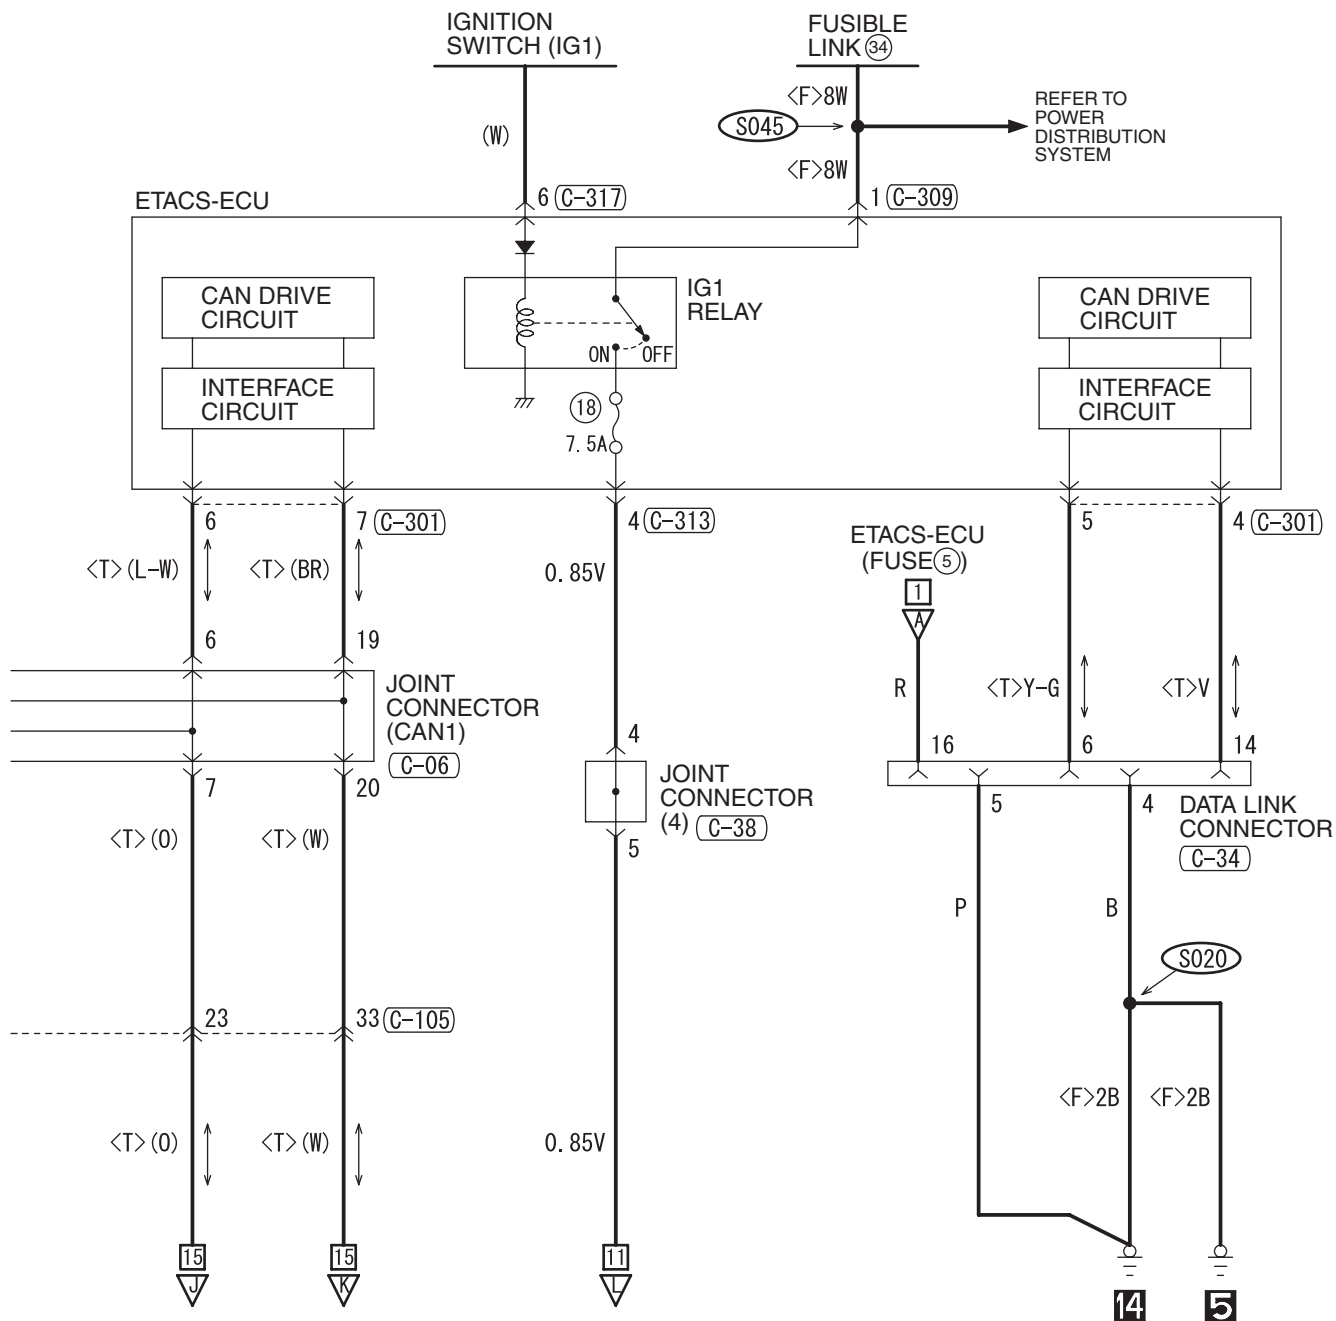 IGNITION
SWITCH (IG1)
FUSIBLE
LINK 34
<F>8W
S045
REFER TO
POWER
DISTRIBUTION
SYSTEM
(W)
<F>8W
ETACS-ECU
6 (C-317)
1 (C-309)
CAN DRIVE
CIRCUIT
IG1
RELAY
CAN DRIVE
CIRCUIT
ON
OFF
INTERFACE
CIRCUIT
18
7.5A
INTERFACE
CIRCUIT
6
7 (C-301)
4 (C-313)
5
4 (C-301)
ETACS-ECU
(FUSE 5)
<T>(L-W)
<T>(BR)
0.85V
1
A
6
19
R
<T>Y-G
<T>V
JOINT
CONNECTOR
(CAN1)
C-06
4
16
6
14
7
20
JOINT
CONNECTOR
(4) C-38
5
5
4
DATA LINK
CONNECTOR
C-34
<T>(O)
<T>(W)
P
B
S020
23
33 (C-105)
<F>2B
<F>2B
<T>(O)
<T>(W)
0.85V
15
J
15
K
11
L
14
5